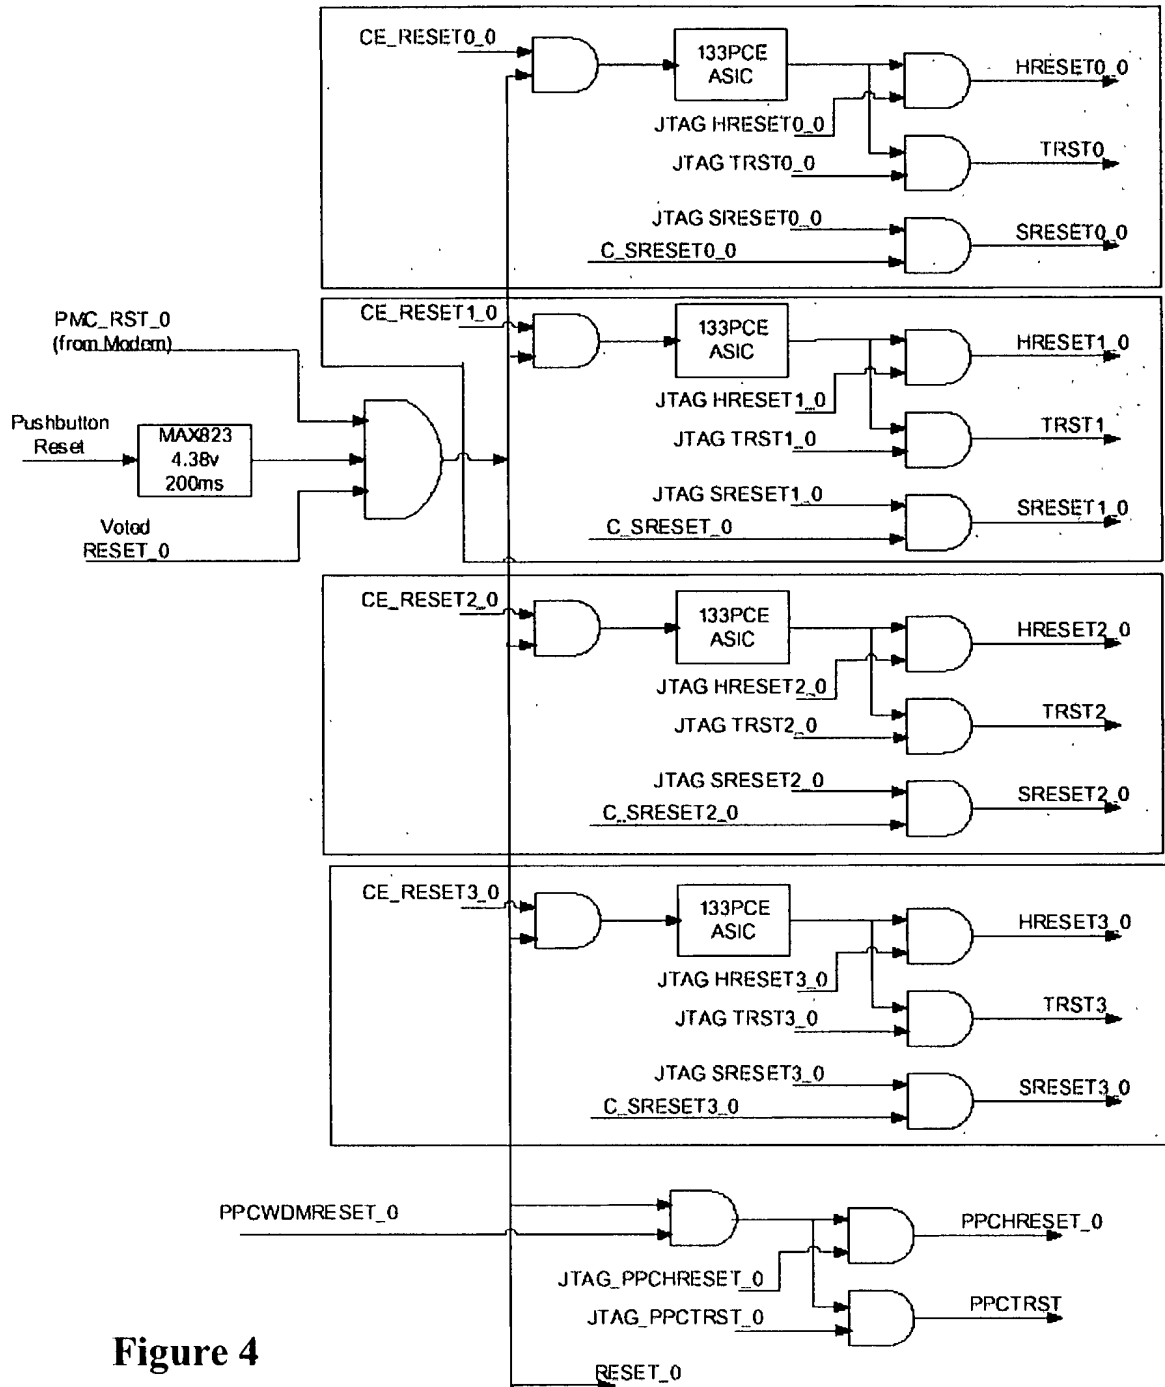 CE_RESET0_0
133PCE
ASIC
HRESET0_0
JTAG HRESET0_0
TRST0
JTAG TRST0_0
JTAG SRESET0_0
SRESET0_0
C_SRESET0_0
PMC_RST_0
(from Modem)
CE_RESET1_0
133PCE
ASIC
HRESET1_0
JTAG HRESET1_0
Pushbutton
Reset
MAX823
4.38v
200ms
TRST1
JTAG TRST1_0
JTAG SRESET1_0
SRESET1_0
C_SRESET_0
Voted
RESET_0
CE_RESET2_0
133PCE
ASIC
HRESET2_0
JTAG HRESET2_0
TRST2
JTAG TRST2_0
JTAG SRESET2_0
SRESET2_0
C_SRESET2_0
CE_RESET3_0
133PCE
ASIC
HRESET3_0
JTAG HRESET3_0
TRST3
JTAG TRST3_0
JTAG SRESET3_0
SRESET3_0
C_SRESET3_0
PPCWDMRESET_0
PPCHRESET_0
JTAG_PPCHRESET_0
PPCTRST
JTAG_PPCTRST_0
Figure 4
RESET_0